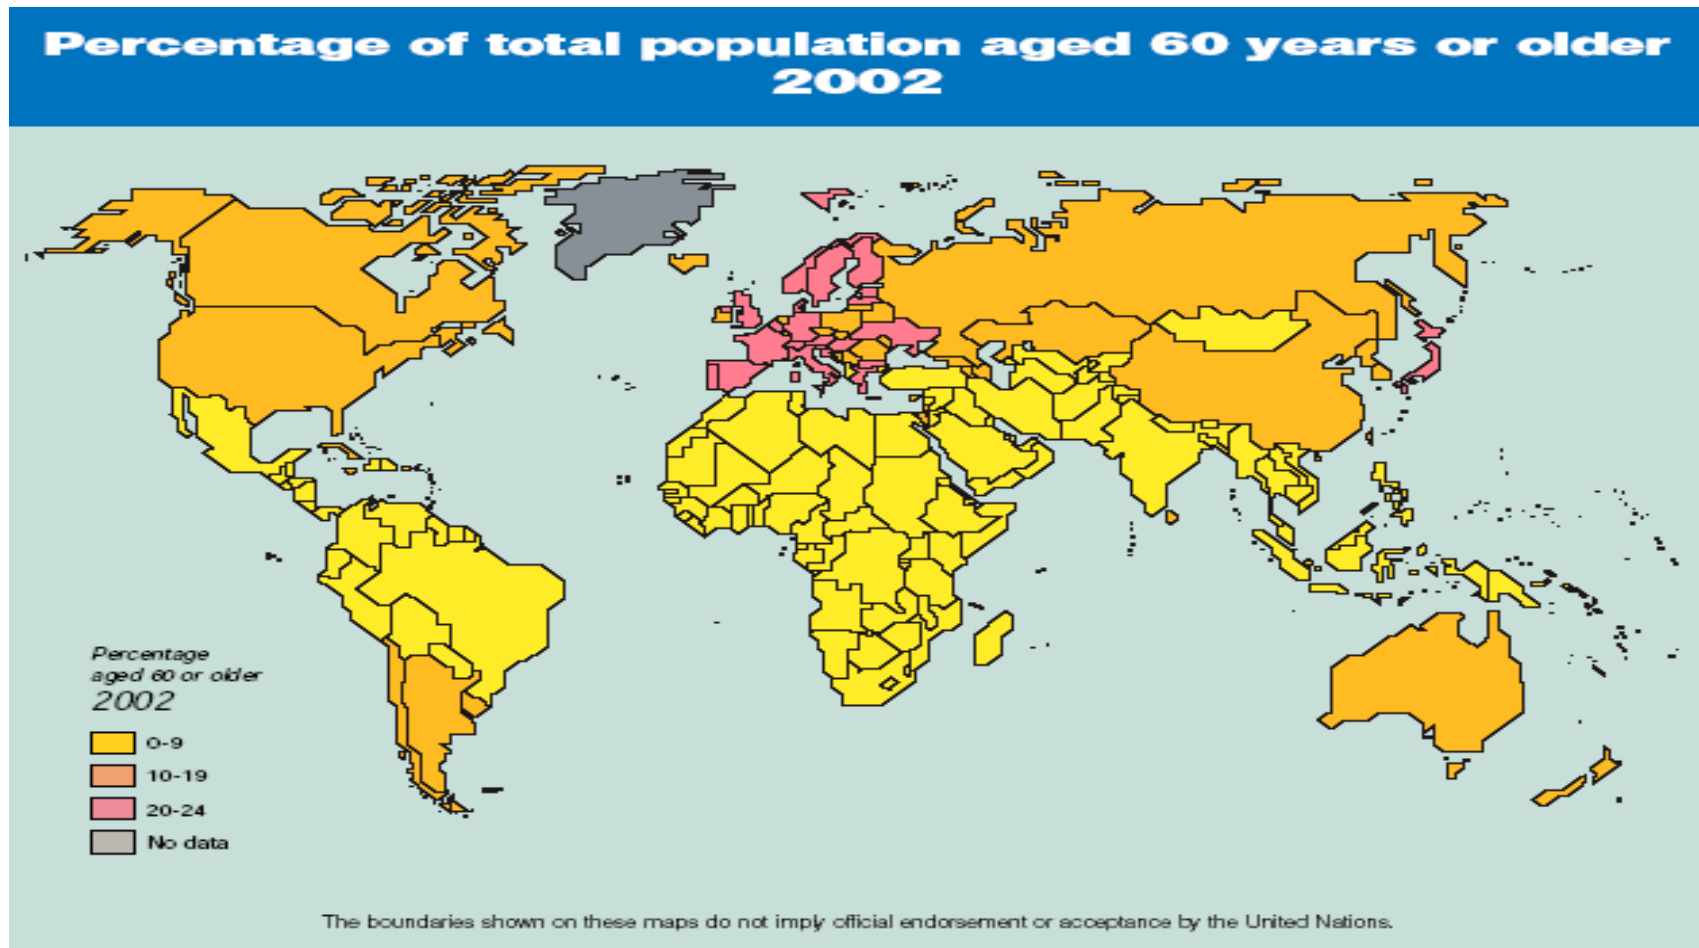 Percentage of total population aged 60 years or older
2002
Percentage
aged 60 or older
2002
0-9
10-19
20-24
No data
The boundaries shown on these maps do not imply official endorsement or acceptance by the United Nations.